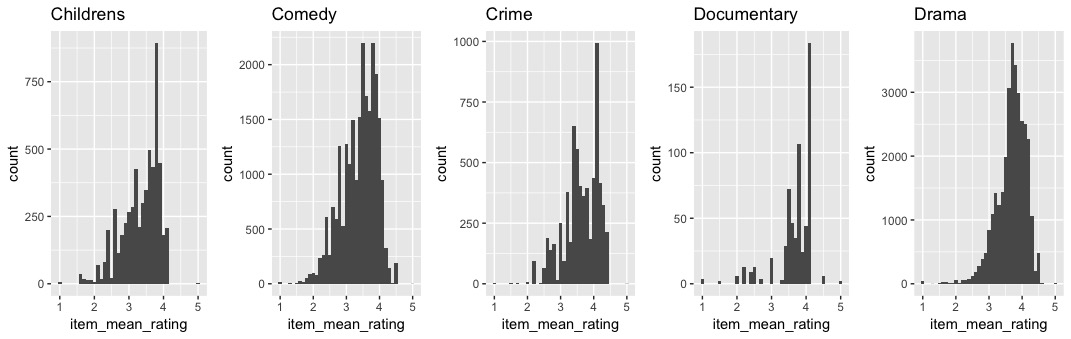 Childrens
count
750
500
250
0
1 2 3 4 5
item_mean_rating
Comedy
count
2000
1500
1000
500
0
1 2 3 4 5
item_mean_rating
Crime
count
1000
750
500
250
0
1 2 3 4 5
item_mean_rating
Documentary
count
150
100
50
0
1 2 3 4 5
item_mean_rating
Drama
count
3000
2000
1000
0
1 2 3 4 5
item_mean_rating